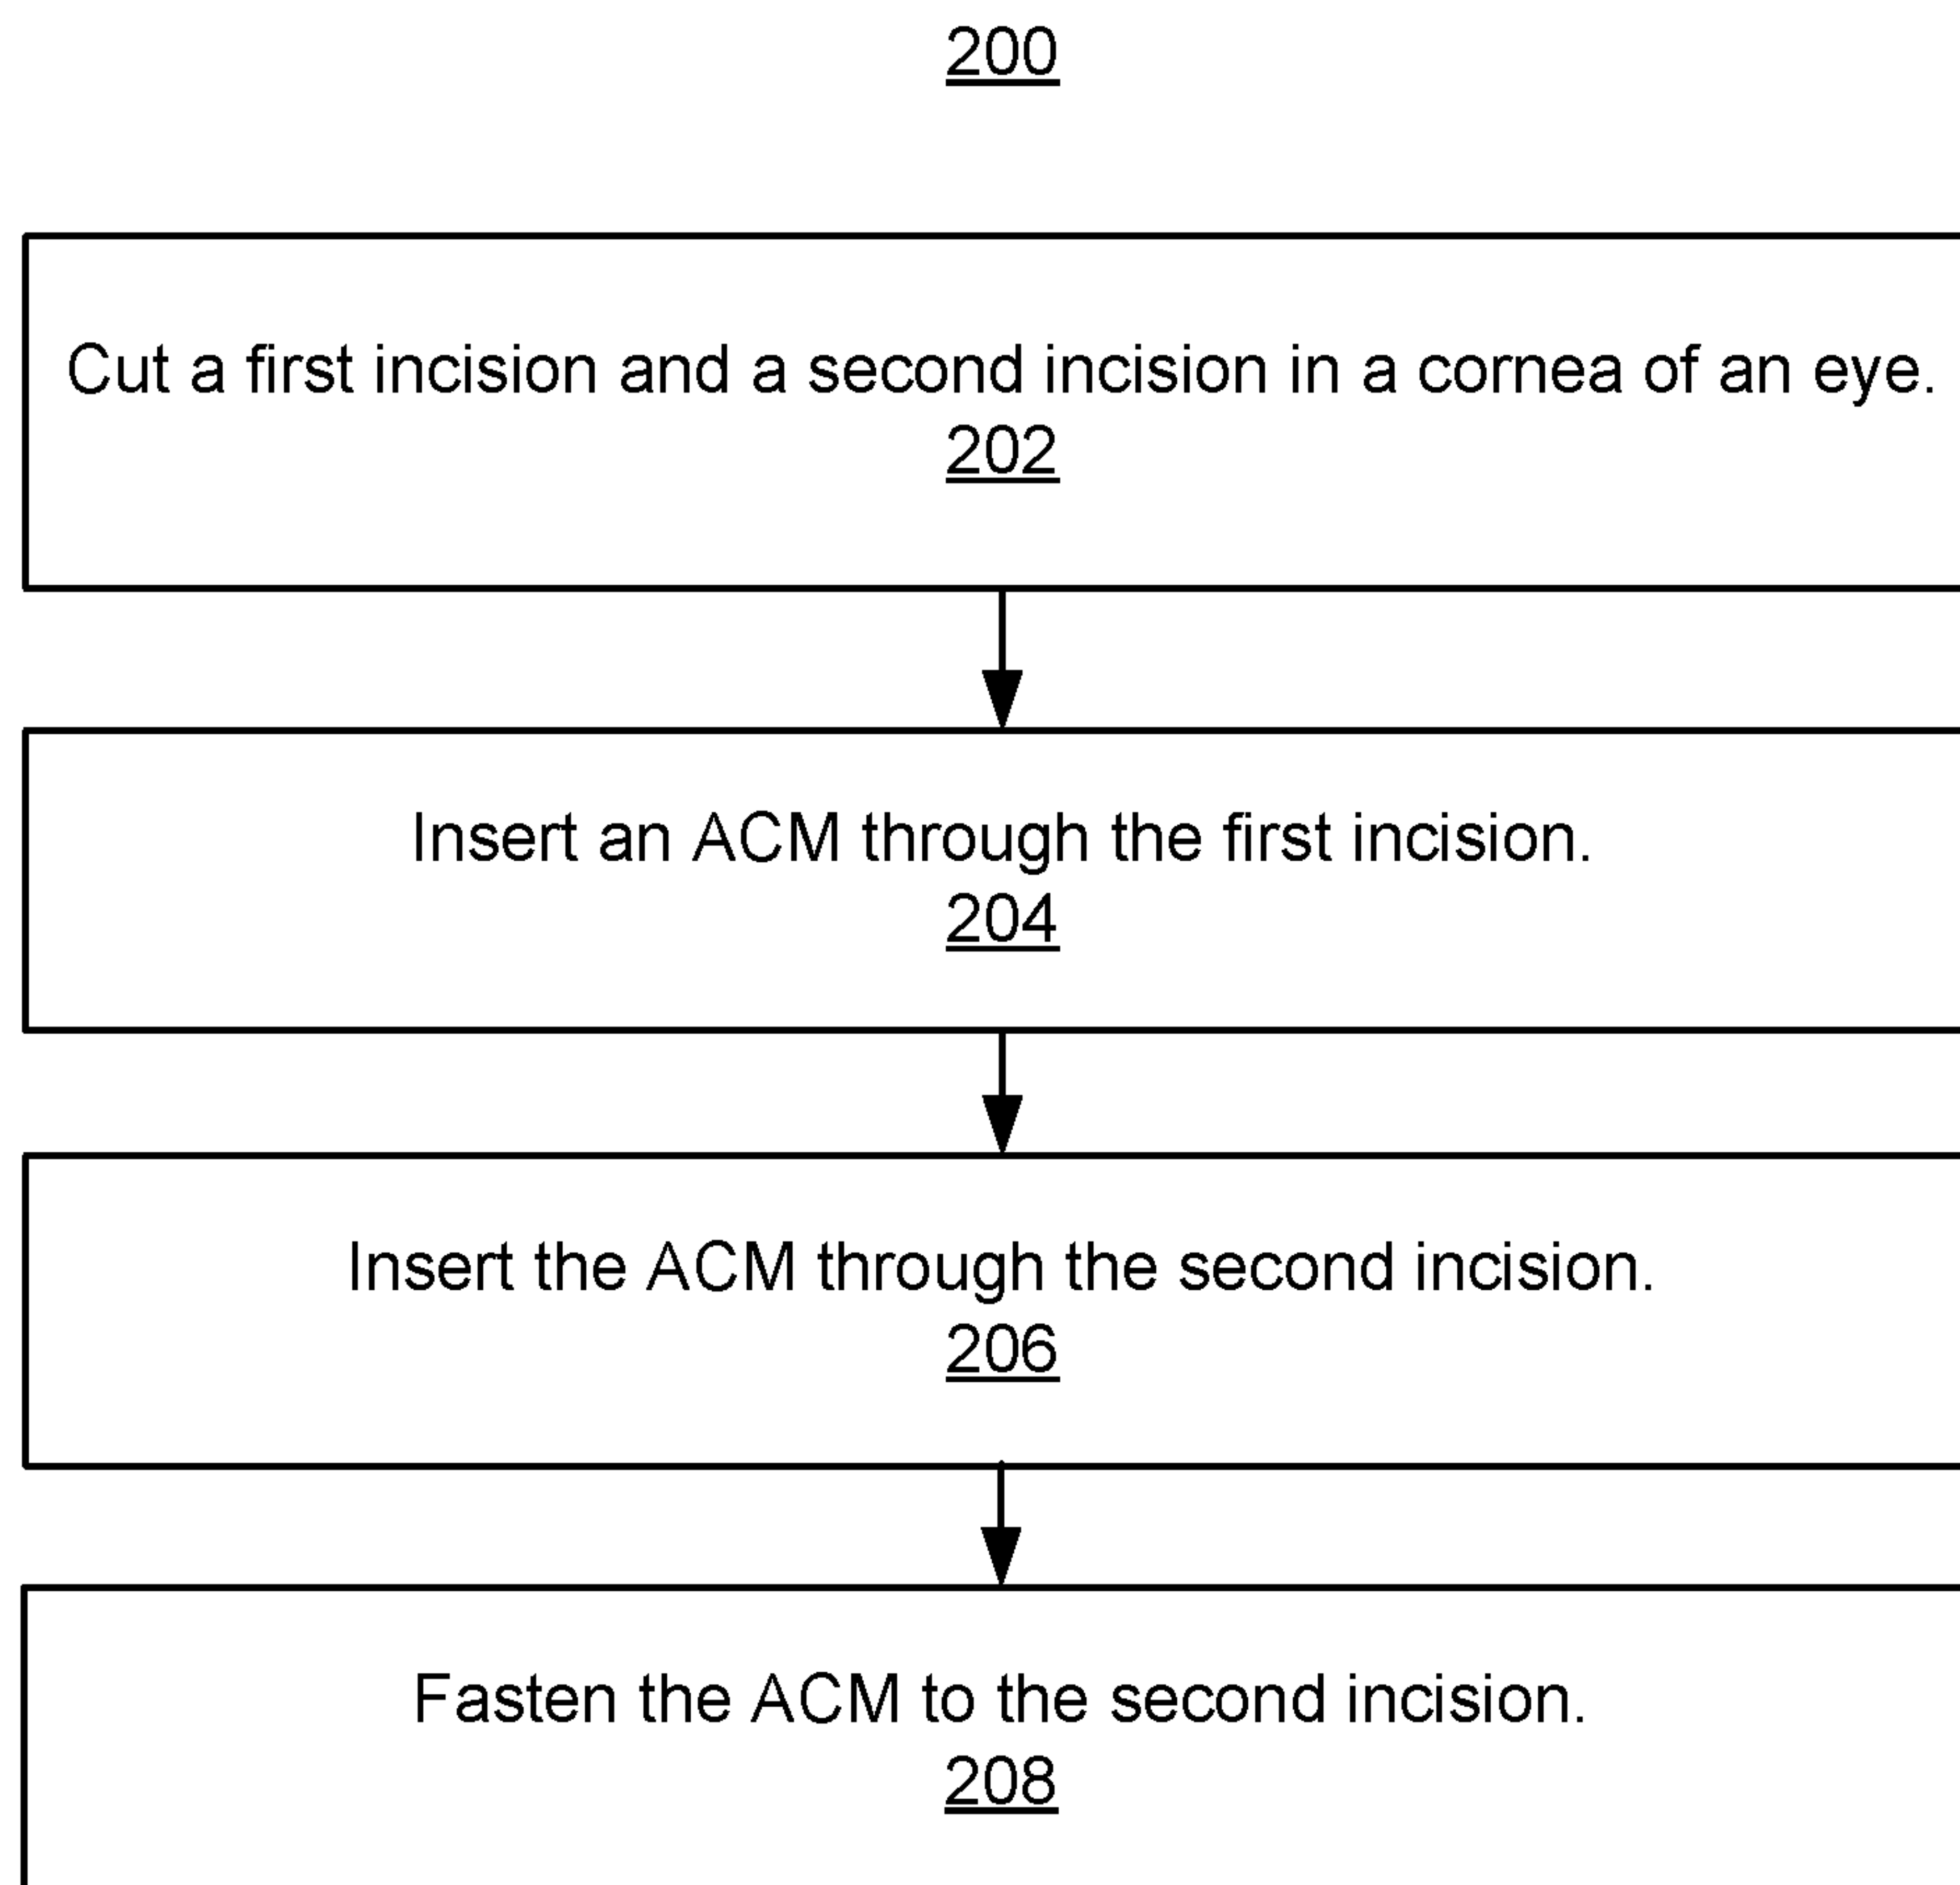 200
Cut a first incision and a second incision in a cornea of an eye.
202
Insert an ACM through the first incision.
204
Insert the ACM through the second incision.
206
Fasten the ACM to the second incision.
208